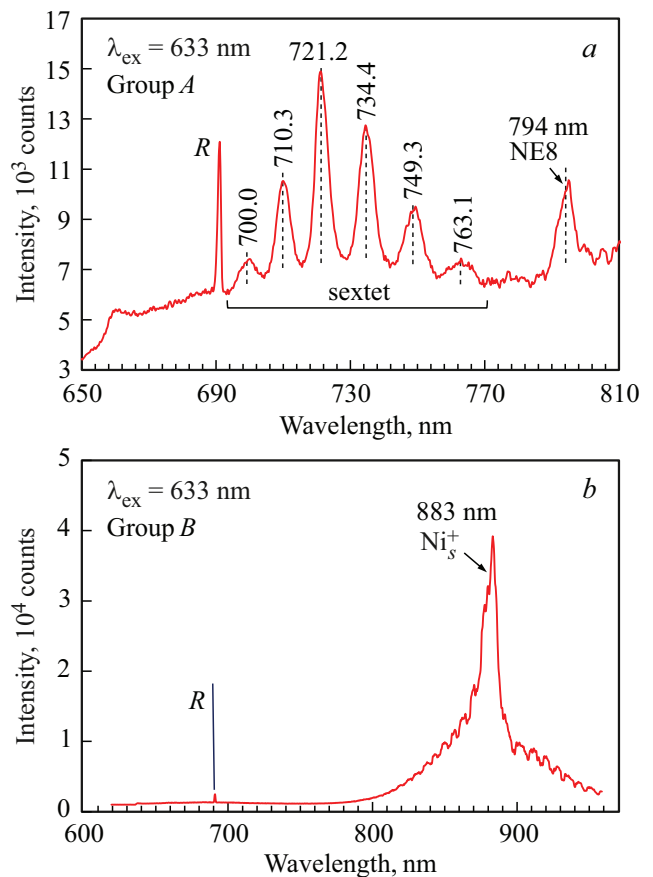 λex = 633 nm
Group A
a
R
700.0
710.3
721.2
734.4
749.3
763.1
794 nm
NE8
sextet
Intensity, 10³ counts
17
15
13
11
9
7
5
3
650 690 730 770 810
Wavelength, nm
λex = 633 nm
Group B
b
883 nm
Niₛ⁺
R
Intensity, 10⁴ counts
5
4
3
2
1
0
600 700 800 900
Wavelength, nm